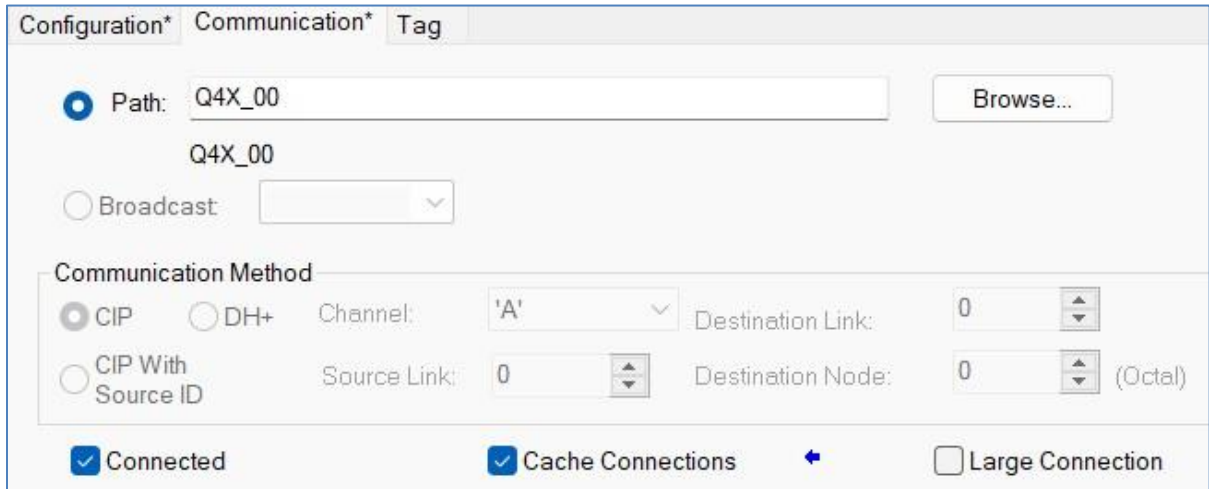 Configuration* Communication* Tag
Path: Q4X_00 Browse...
Q4X_00
Broadcast:
Communication Method
CIP DH+ Channel: 'A' Destination Link: 0
CIP With
Source ID Source Link: 0 Destination Node: 0 (Octal)
Connected Cache Connections Large Connection